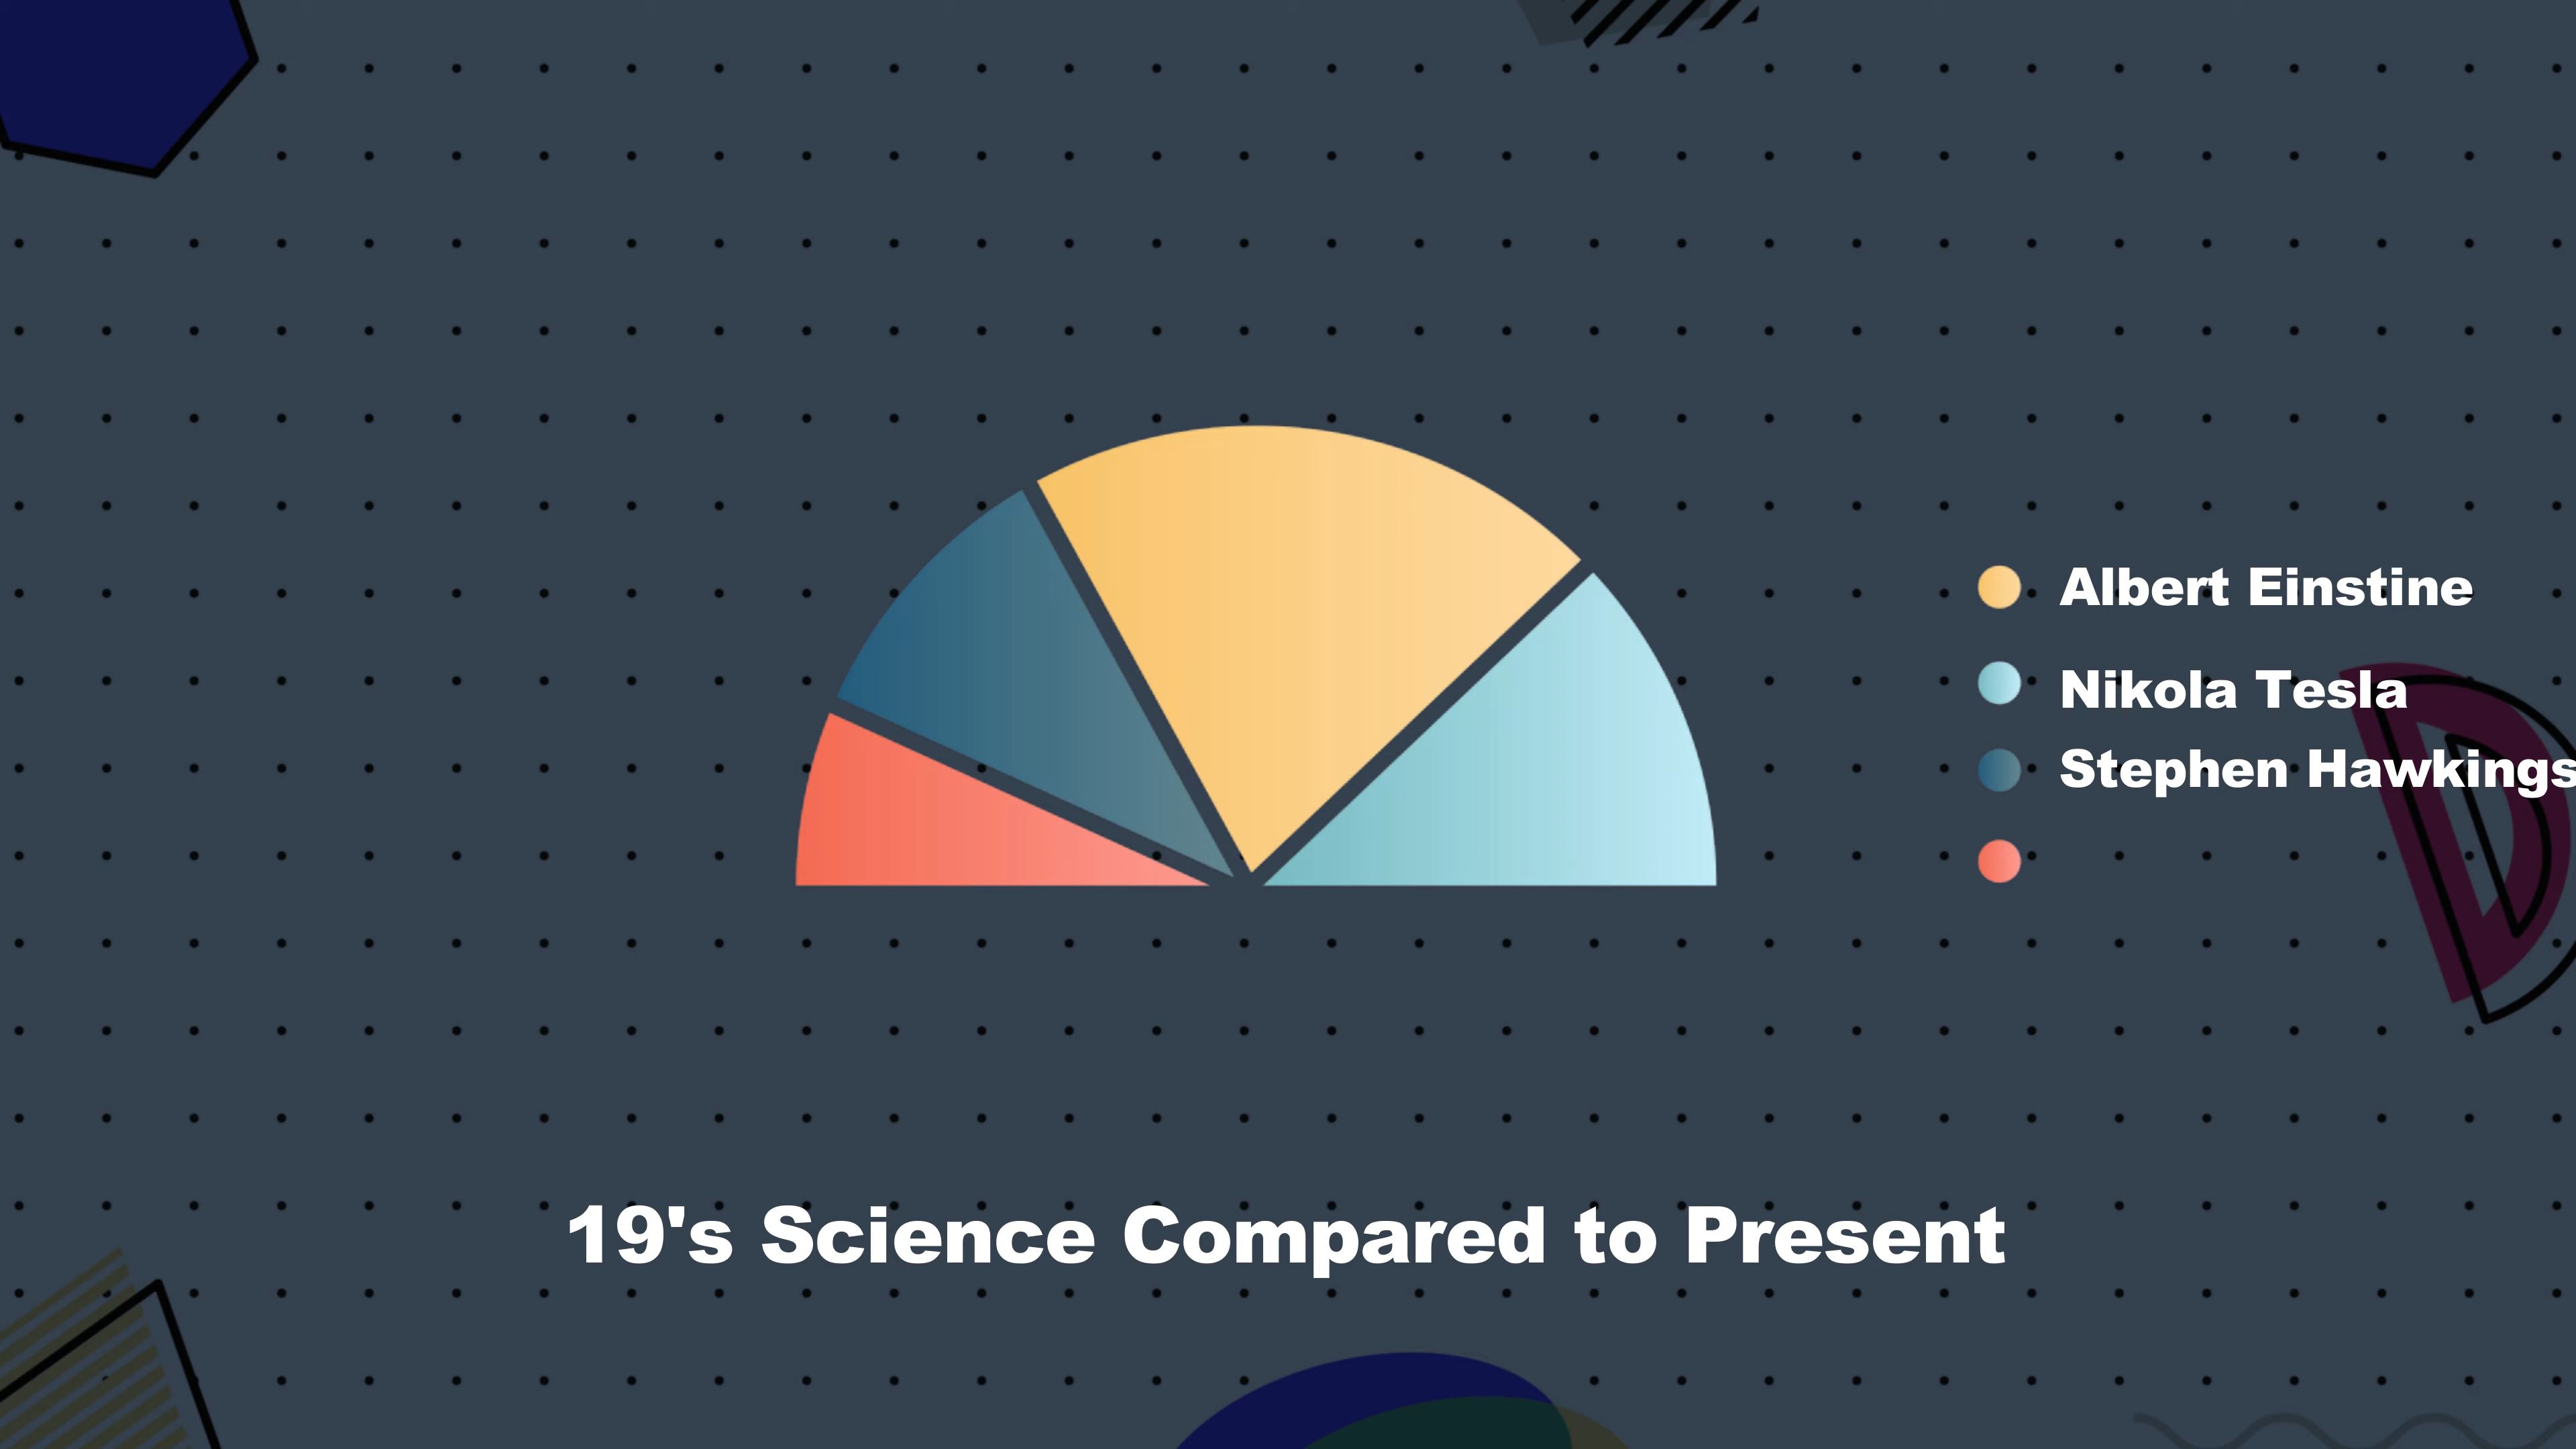 Albert Einstine
Nikola Tesla
Stephen Hawkings
19's Science Compared to Present